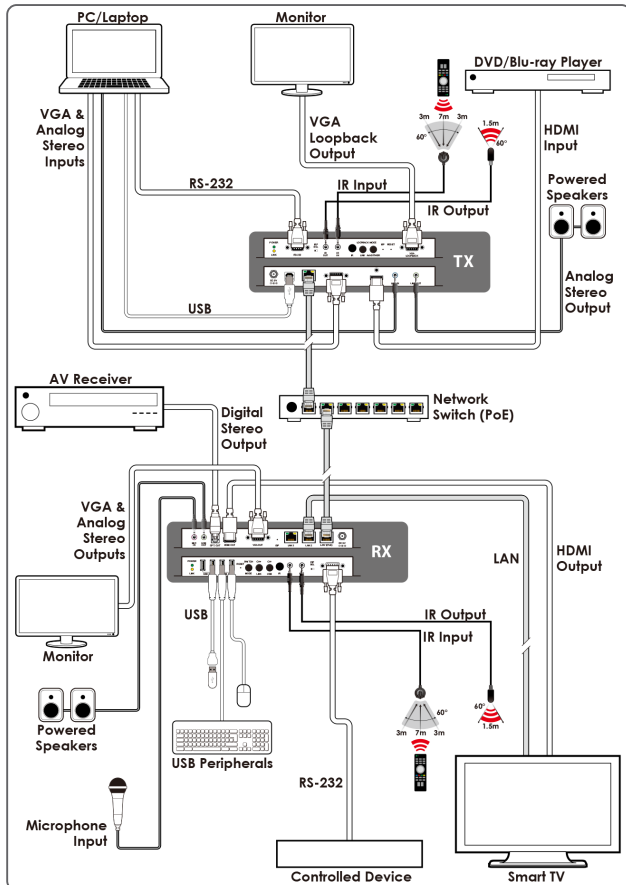 PC/Laptop
Monitor
DVD/Blu-ray Player
VGA &
Analog
Stereo
Inputs
VGA
Loopback
Output
3m 7m 3m
60°
1.5m
60°
HDMI
Input
RS-232
IR Input
IR Output
Powered
Speakers
TX
USB
Analog
Stereo
Output
AV Receiver
Network
Switch (PoE)
Digital
Stereo
Output
VGA &
Analog
Stereo
Outputs
RX
LAN
HDMI
Output
USB
IR Output
IR Input
Monitor
60°
3m 7m 3m
60°
1.5m
Powered
Speakers
USB Peripherals
RS-232
Microphone
Input
Controlled Device
Smart TV